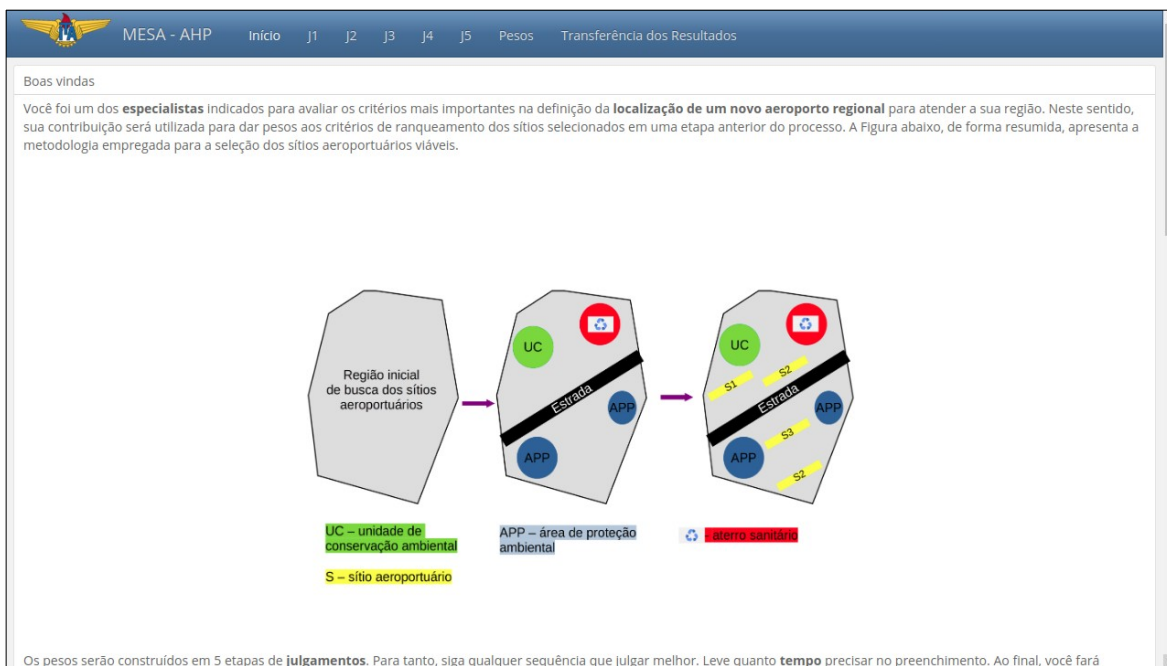 MESA - AHP Início J1 J2 J3 J4 J5 Pesos Transferência dos Resultados
Boas vindas
Você foi um dos especialistas indicados para avaliar os critérios mais importantes na definição da localização de um novo aeroporto regional para atender a sua região. Neste sentido,
sua contribuição será utilizada para dar pesos aos critérios de ranqueamento dos sítios selecionados em uma etapa anterior do processo. A Figura abaixo, de forma resumida, apresenta a
metodologia empregada para a seleção dos sítios aeroportuários viáveis.
Região inicial
de busca dos sítios
aeroportuários
UC
Estrada
APP
APP
UC
S1
S2
Estrada
APP
APP
S3
S2
UC – unidade de
conservação ambiental
S – sítio aeroportuário
APP – área de proteção
ambiental
- aterro sanitário
Os pesos serão construídos em 5 etapas de julgamentos. Para tanto, siga qualquer sequência que julgar melhor. Leve quanto tempo precisar no preenchimento. Ao final, você fará